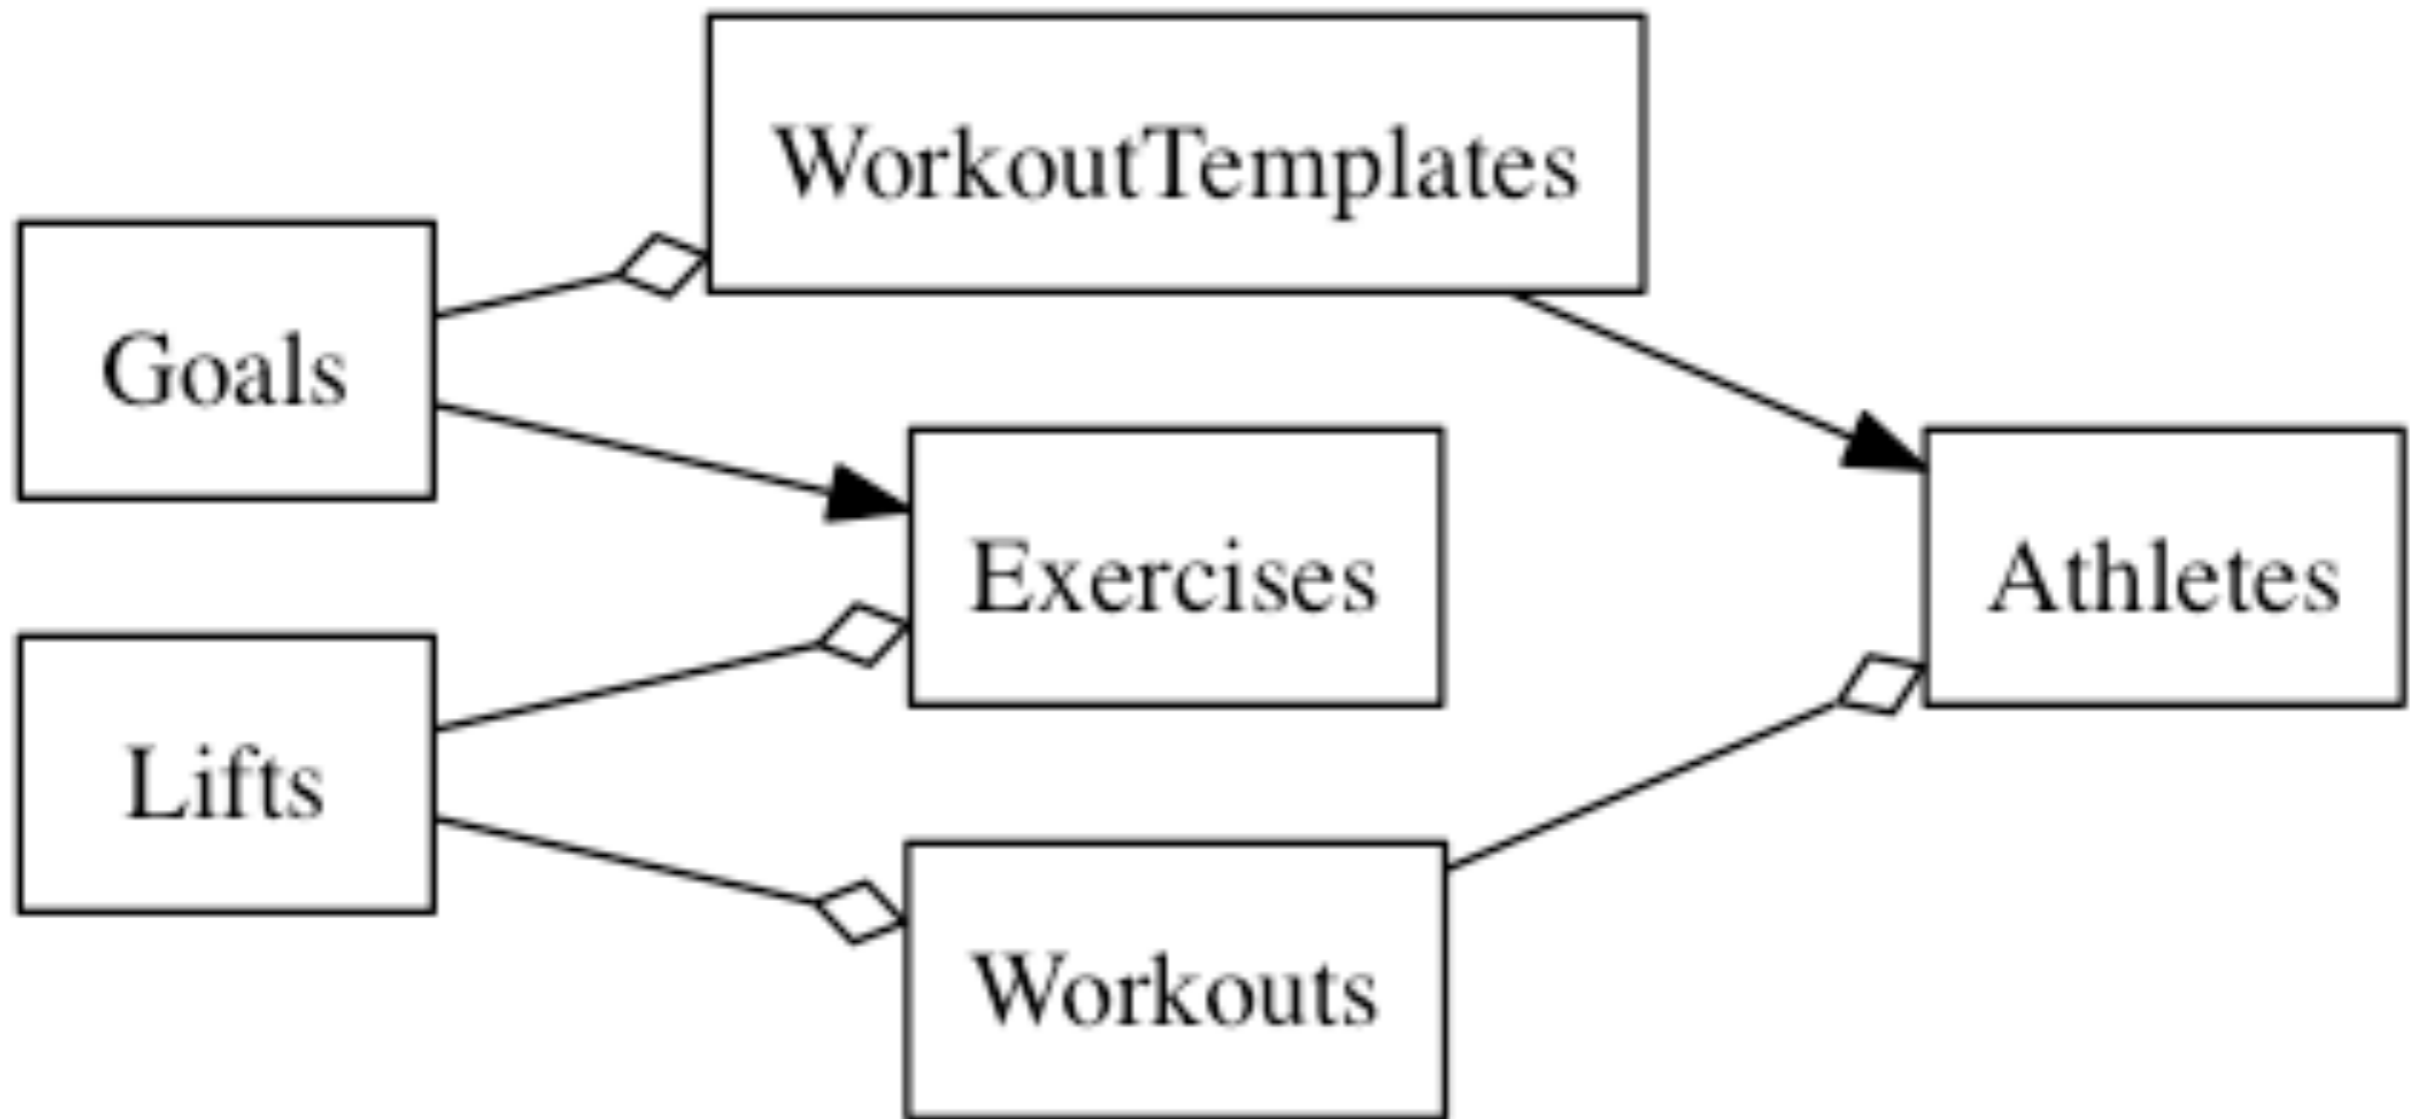 WorkoutTemplates
Goals
Exercises
Athletes
Lifts
Workouts